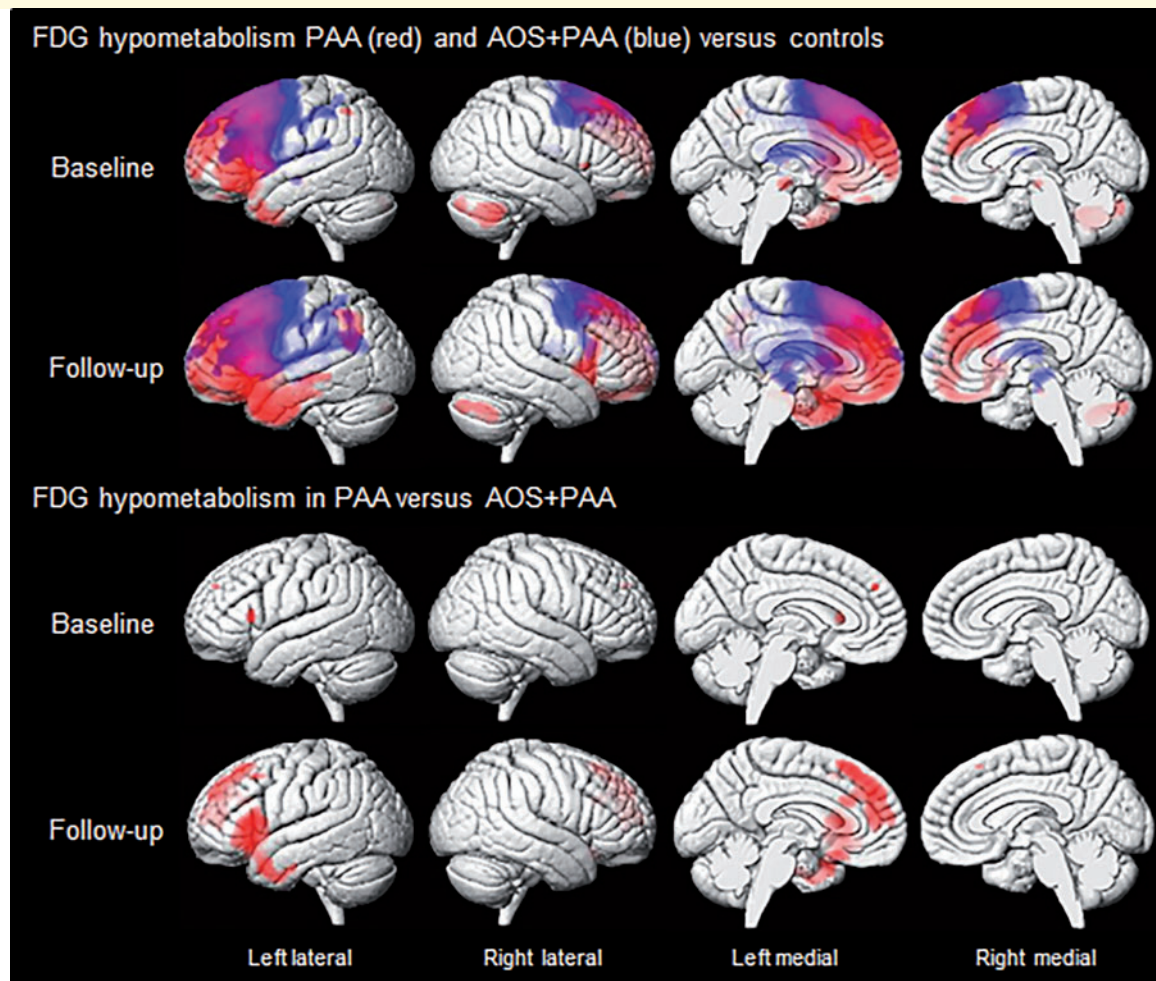 FDG hypometabolism PAA (red) and AOS+PAA (blue) versus controls
Baseline
Follow-up
FDG hypometabolism in PAA versus AOS+PAA
Baseline
Follow-up
Left lateral Right lateral Left medial Right medial